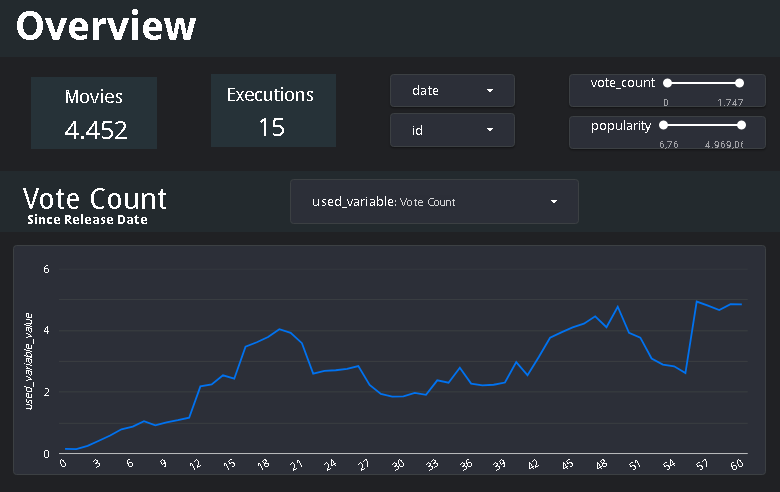 Overview
Movies
4.452
Executions
15
date
id
vote_count
0 1.747
popularity
6,76 4.969,0
Vote Count
Since Release Date
used_variable: Vote Count
used_variable_value
6
4
2
0
0 3 6 9 12 15 18 21 24 27 30 33 36 39 42 45 48 51 54 57 60